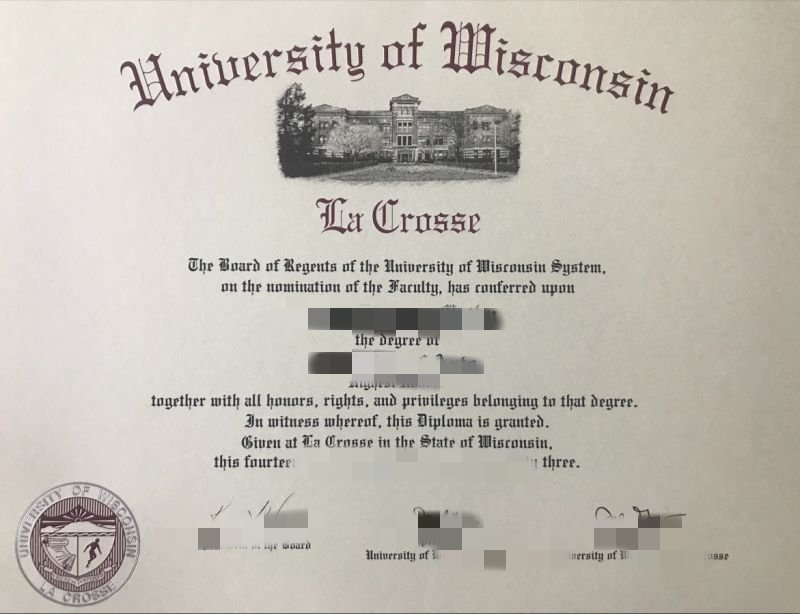 University of Wisconsin
La Crosse
The Board of Regents of the University of Wisconsin System,
on the nomination of the Faculty, has conferred upon
the degree of
together with all honors, rights, and privileges belonging to that degree.
In witness whereof, this Diploma is granted.
Given at La Crosse in the State of Wisconsin,
this three.
of the Board
University of
UNIVERSITY OF WISCONSIN
LA CROSSE